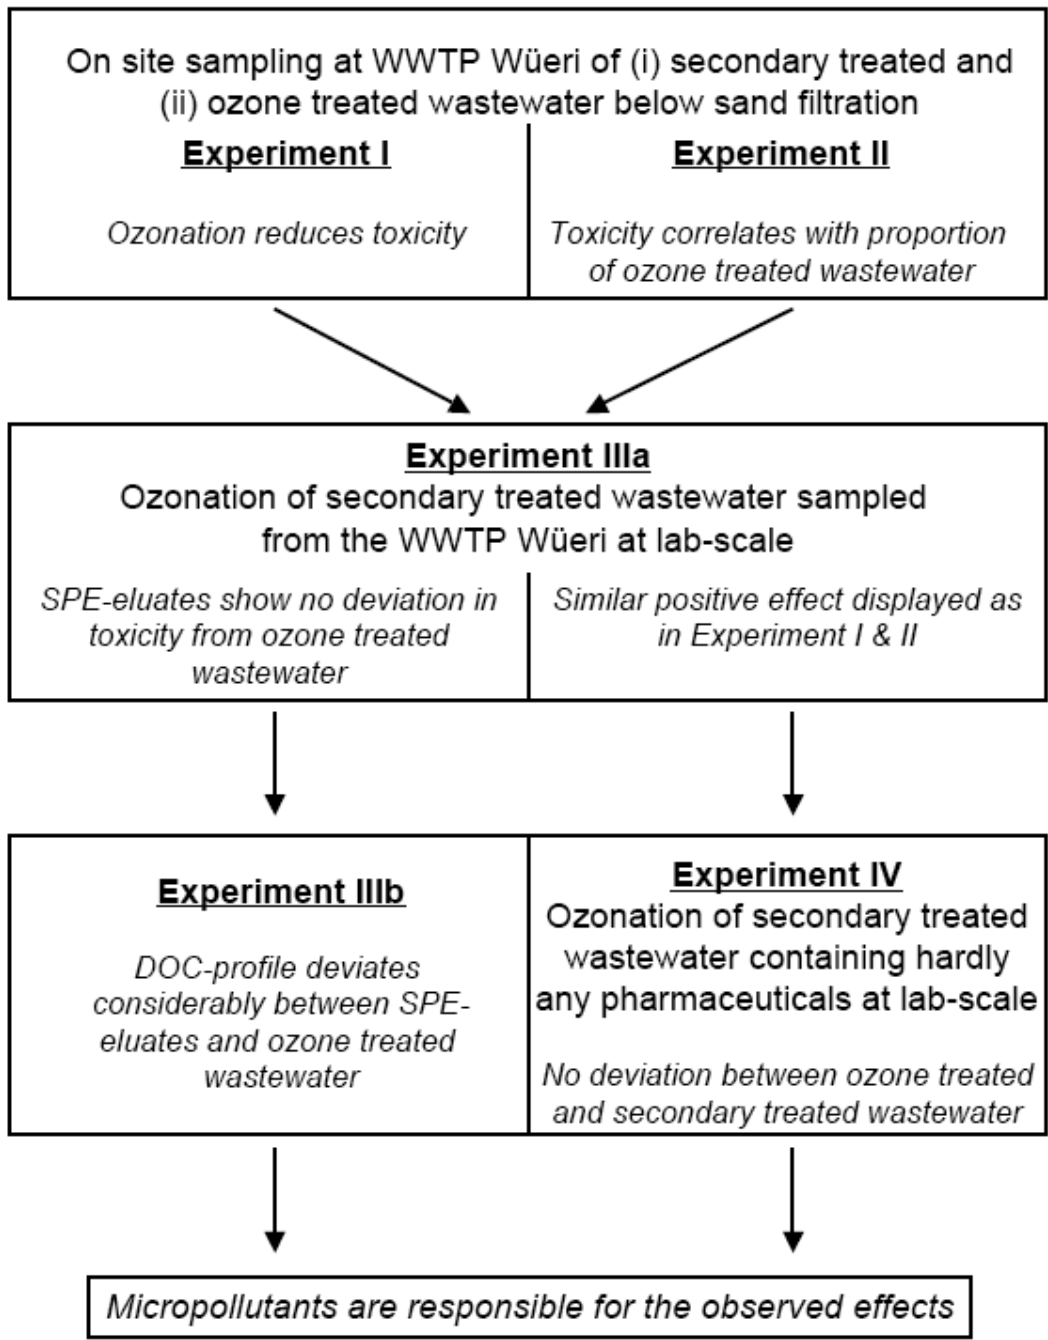 On site sampling at WWTP Wüeri of (i) secondary treated and
(ii) ozone treated wastewater below sand filtration
Experiment I
Ozonation reduces toxicity
Experiment II
Toxicity correlates with proportion
of ozone treated wastewater
Experiment IIIa
Ozonation of secondary treated wastewater sampled
from the WWTP Wüeri at lab-scale
SPE-eluates show no deviation in
toxicity from ozone treated
wastewater
Similar positive effect displayed as
in Experiment I & II
Experiment IIIb
DOC-profile deviates
considerably between SPE-
eluates and ozone treated
wastewater
Experiment IV
Ozonation of secondary treated
wastewater containing hardly
any pharmaceuticals at lab-scale
No deviation between ozone treated
and secondary treated wastewater
Micropollutants are responsible for the observed effects